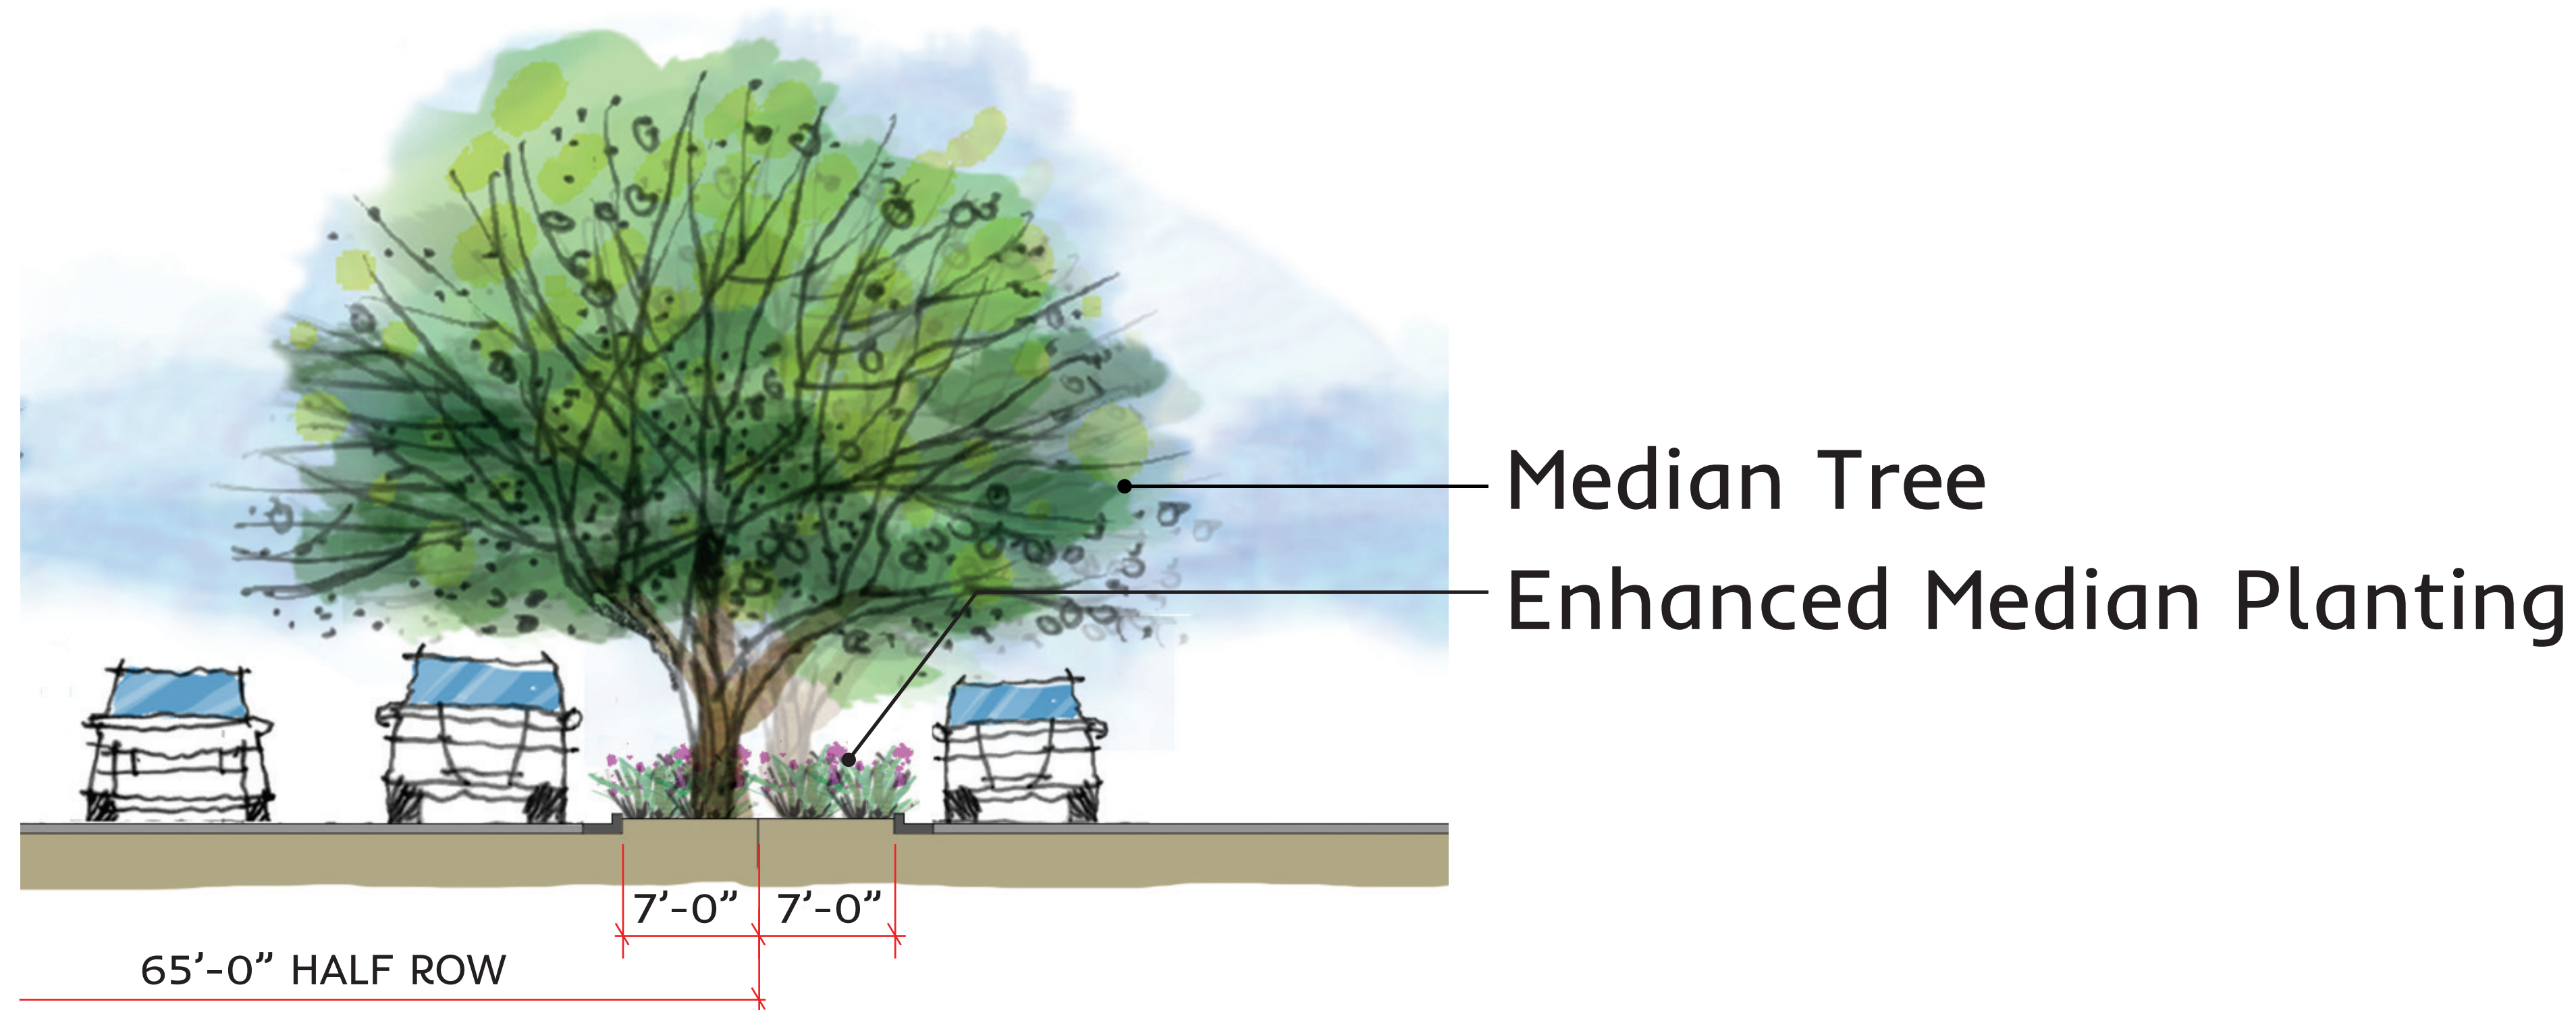 Median Tree
Enhanced Median Planting
7’-0” 7’-0”
65’-0” HALF ROW